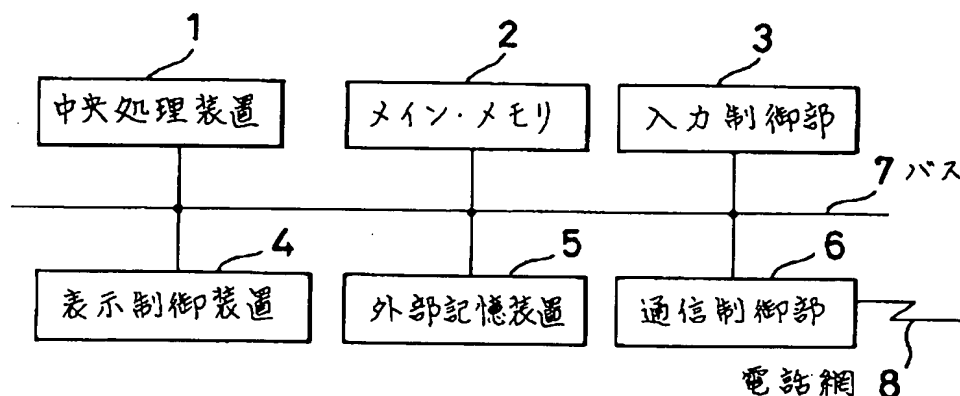 1 2 3
中央処理装置 メイン・メモリ 入力制御部
7 バス
4 5 6
表示制御装置 外部記憶装置 通信制御部
電話網 8